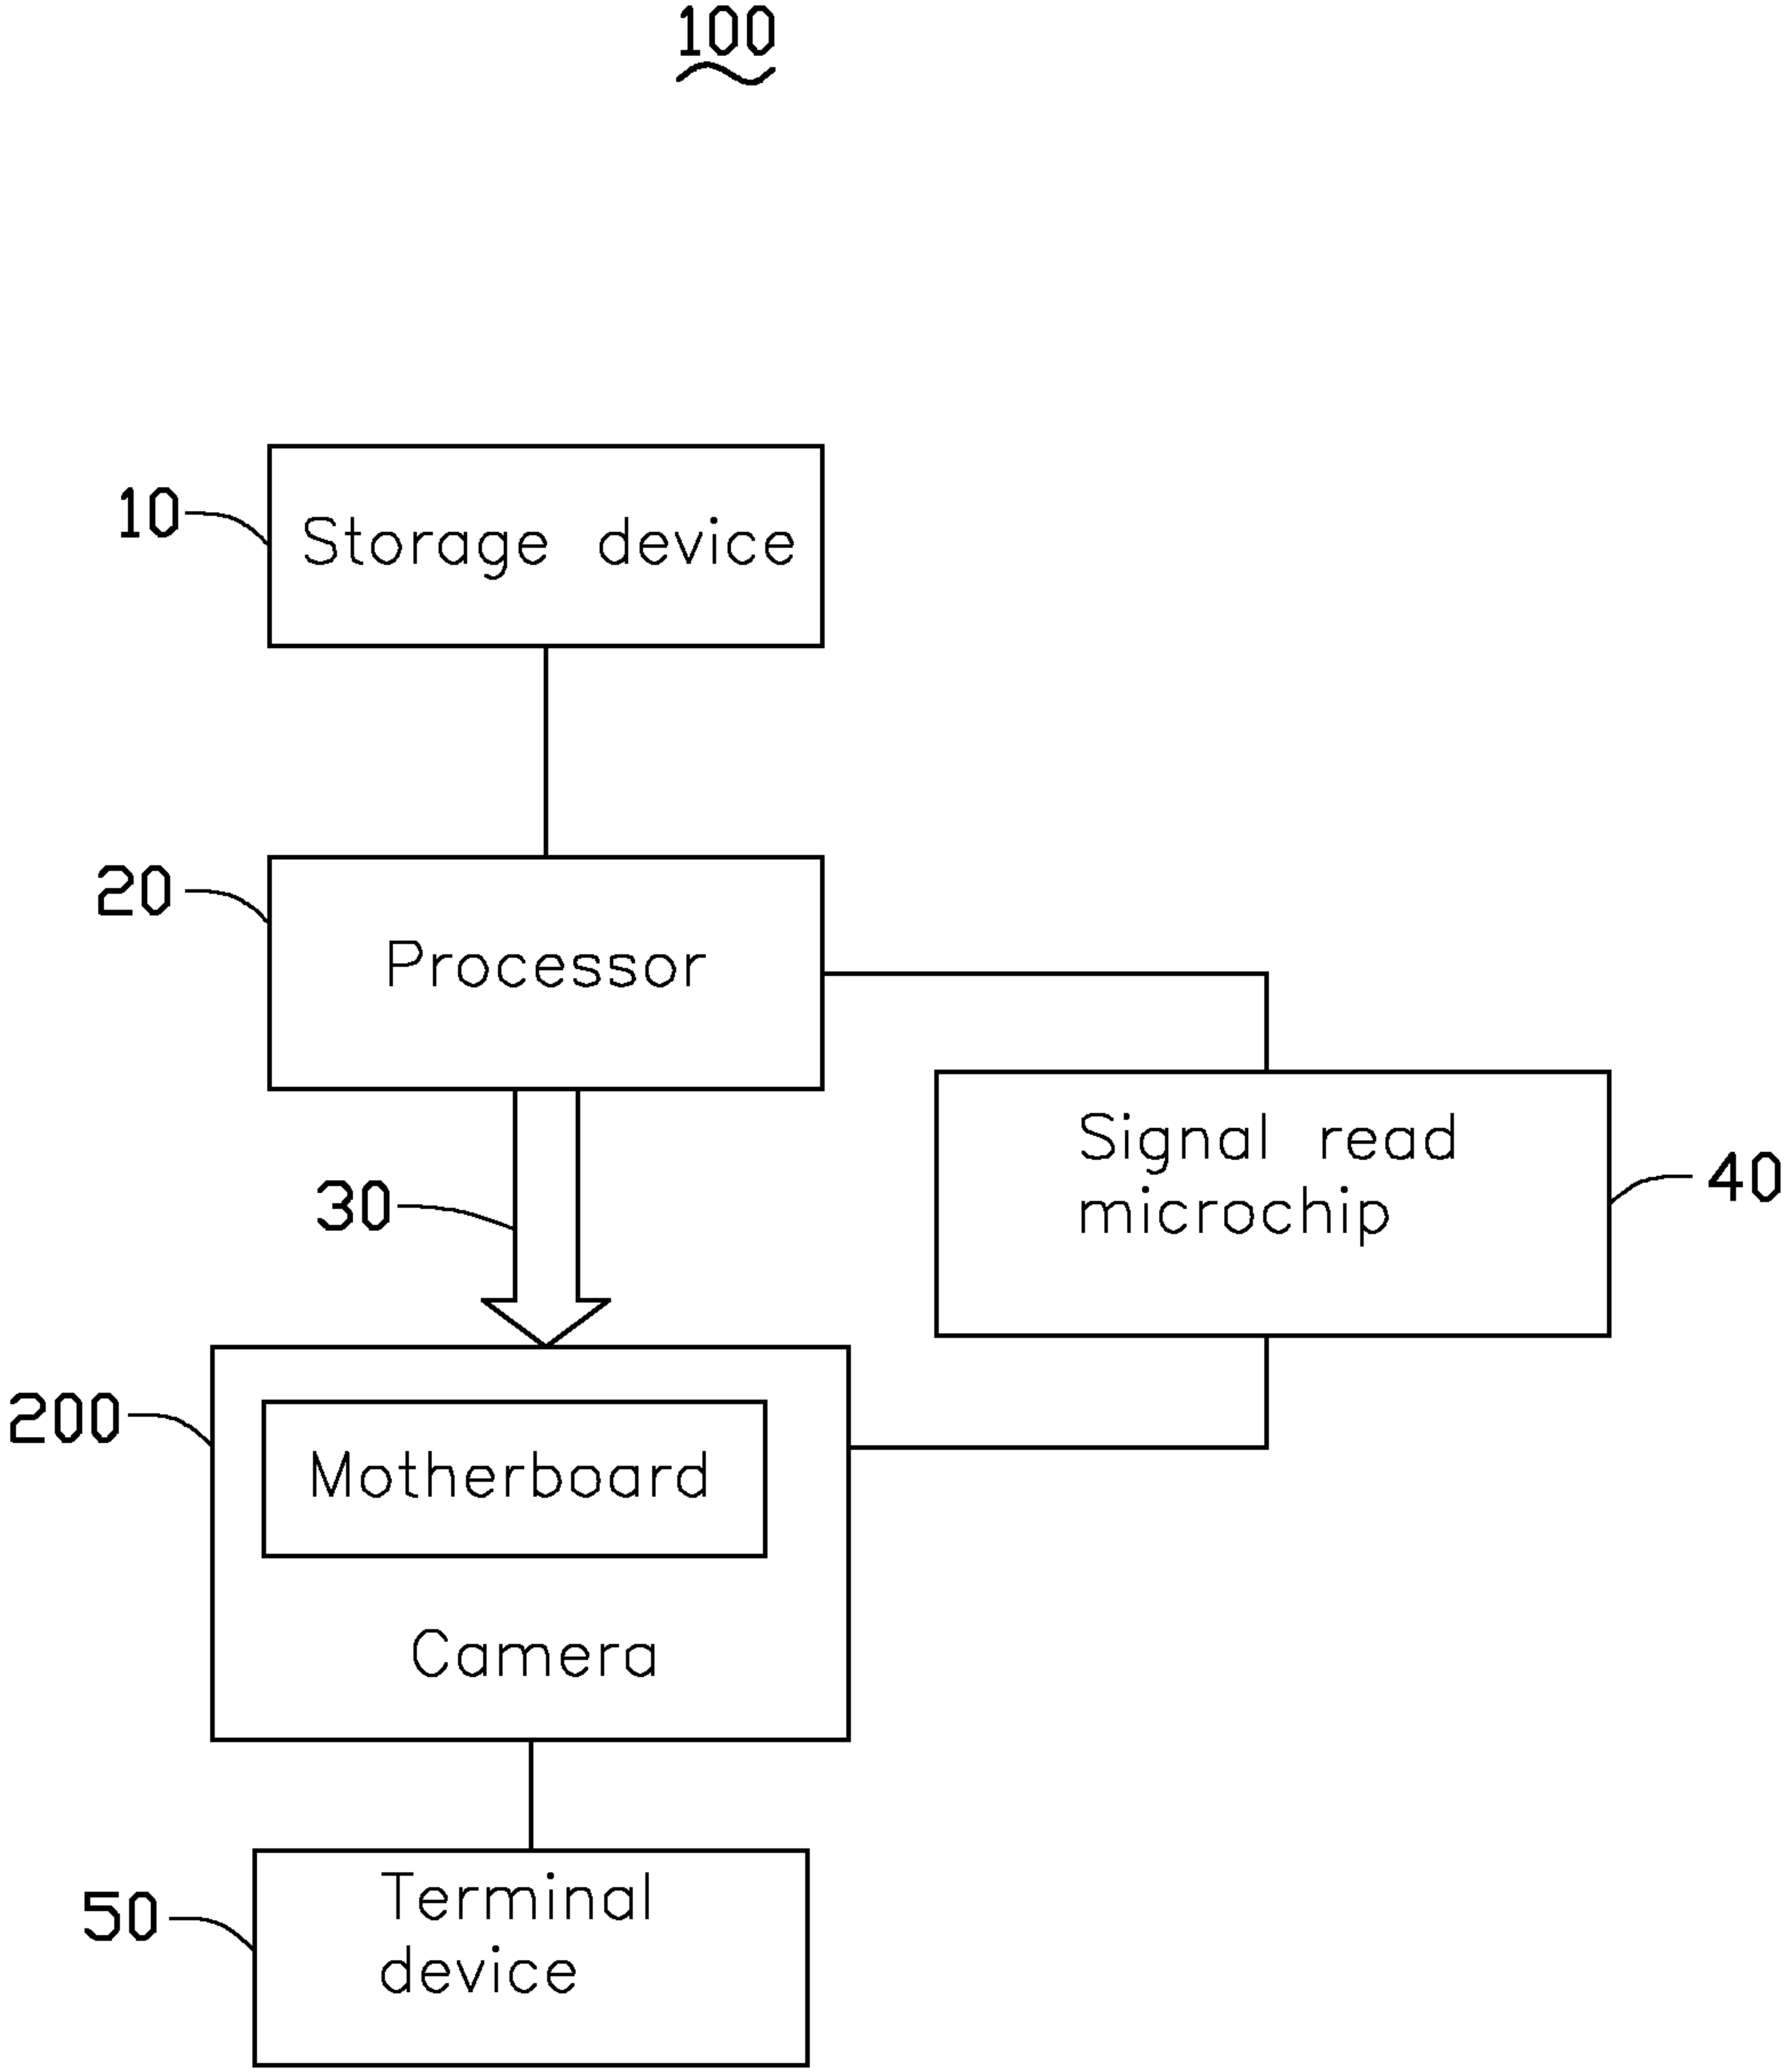 100
10
Storage device
20
Processor
30
Signal read
microchip
40
200
Motherboard
Camera
50
Terminal
device